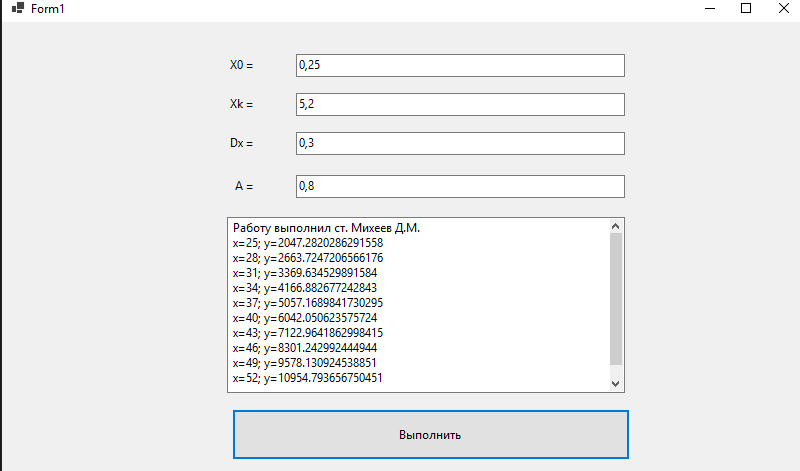 Form1
X0 =
0,25
Xk =
5,2
Dx =
0,3
A =
0,8
Работу выполнил ст. Михеев Д.М.
x=25; y=2047.2820286291558
x=28; y=2663.7247206566176
x=31; y=3369.634529891584
x=34; y=4166.882677242843
x=37; y=5057.1689841730295
x=40; y=6042.050623575724
x=43; y=7122.9641862998415
x=46; y=8301.242992444944
x=49; y=9578.130924538851
x=52; y=10954.793656750451
Выполнить